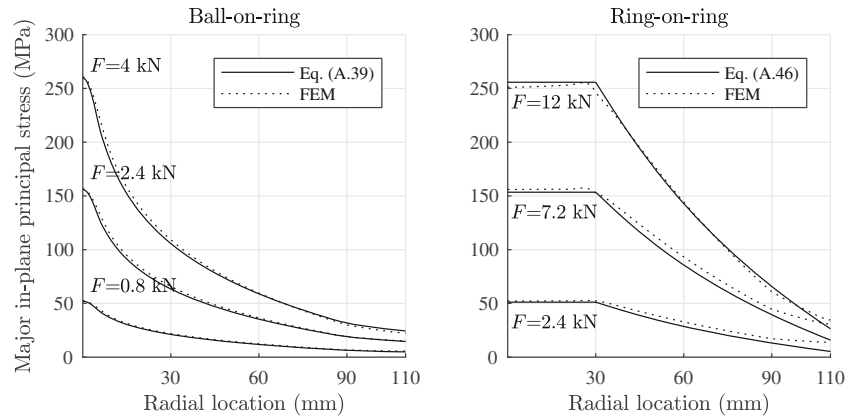 Ball-on-ring
Major in-plane principal stress (MPa)
300
250
200
150
100
50
0
F=4 kN
F=2.4 kN
F=0.8 kN
Eq. (A.39)
FEM
30
60
90
110
Radial location (mm)
Ring-on-ring
300
250
200
150
100
50
0
F=12 kN
F=7.2 kN
F=2.4 kN
Eq. (A.46)
FEM
30
60
90
110
Radial location (mm)